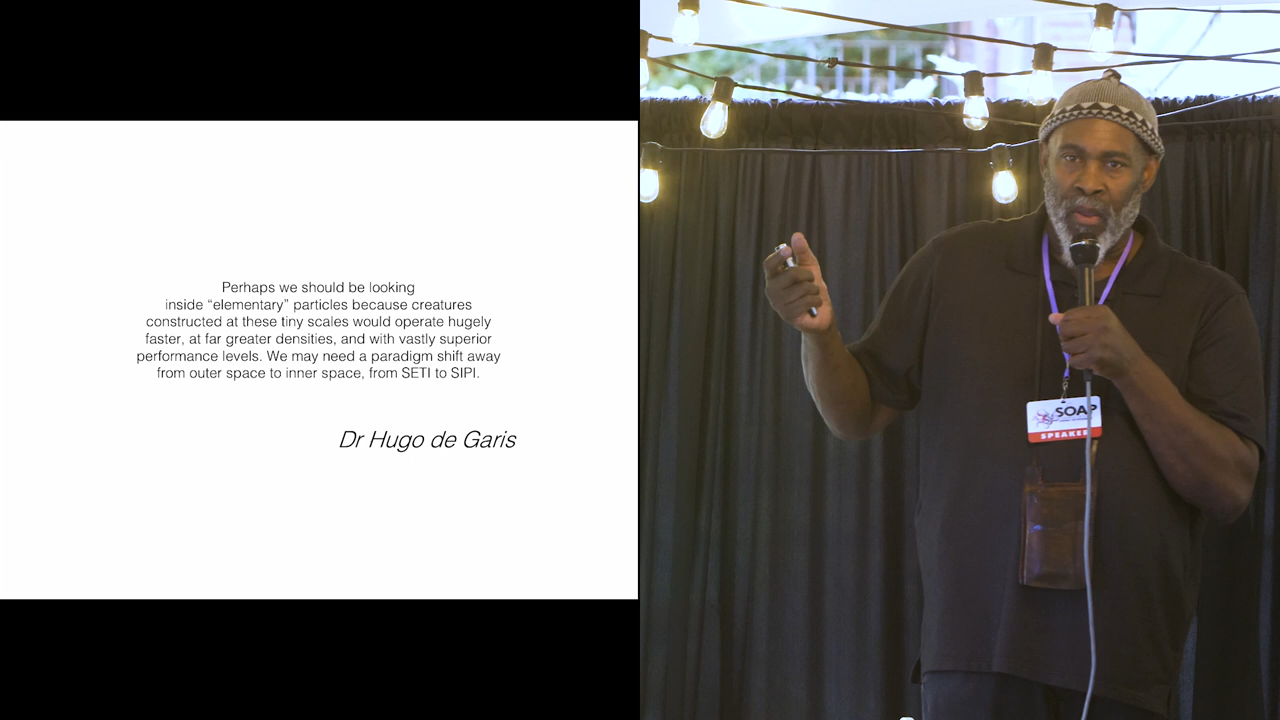 Perhaps we should be looking
inside “elementary” particles because creatures
constructed at these tiny scales would operate hugely
faster, at far greater densities, and with vastly superior
performance levels. We may need a paradigm shift away
from outer space to inner space, from SETI to SIPI.
Dr Hugo de Garis
SOAP
SPEAKER